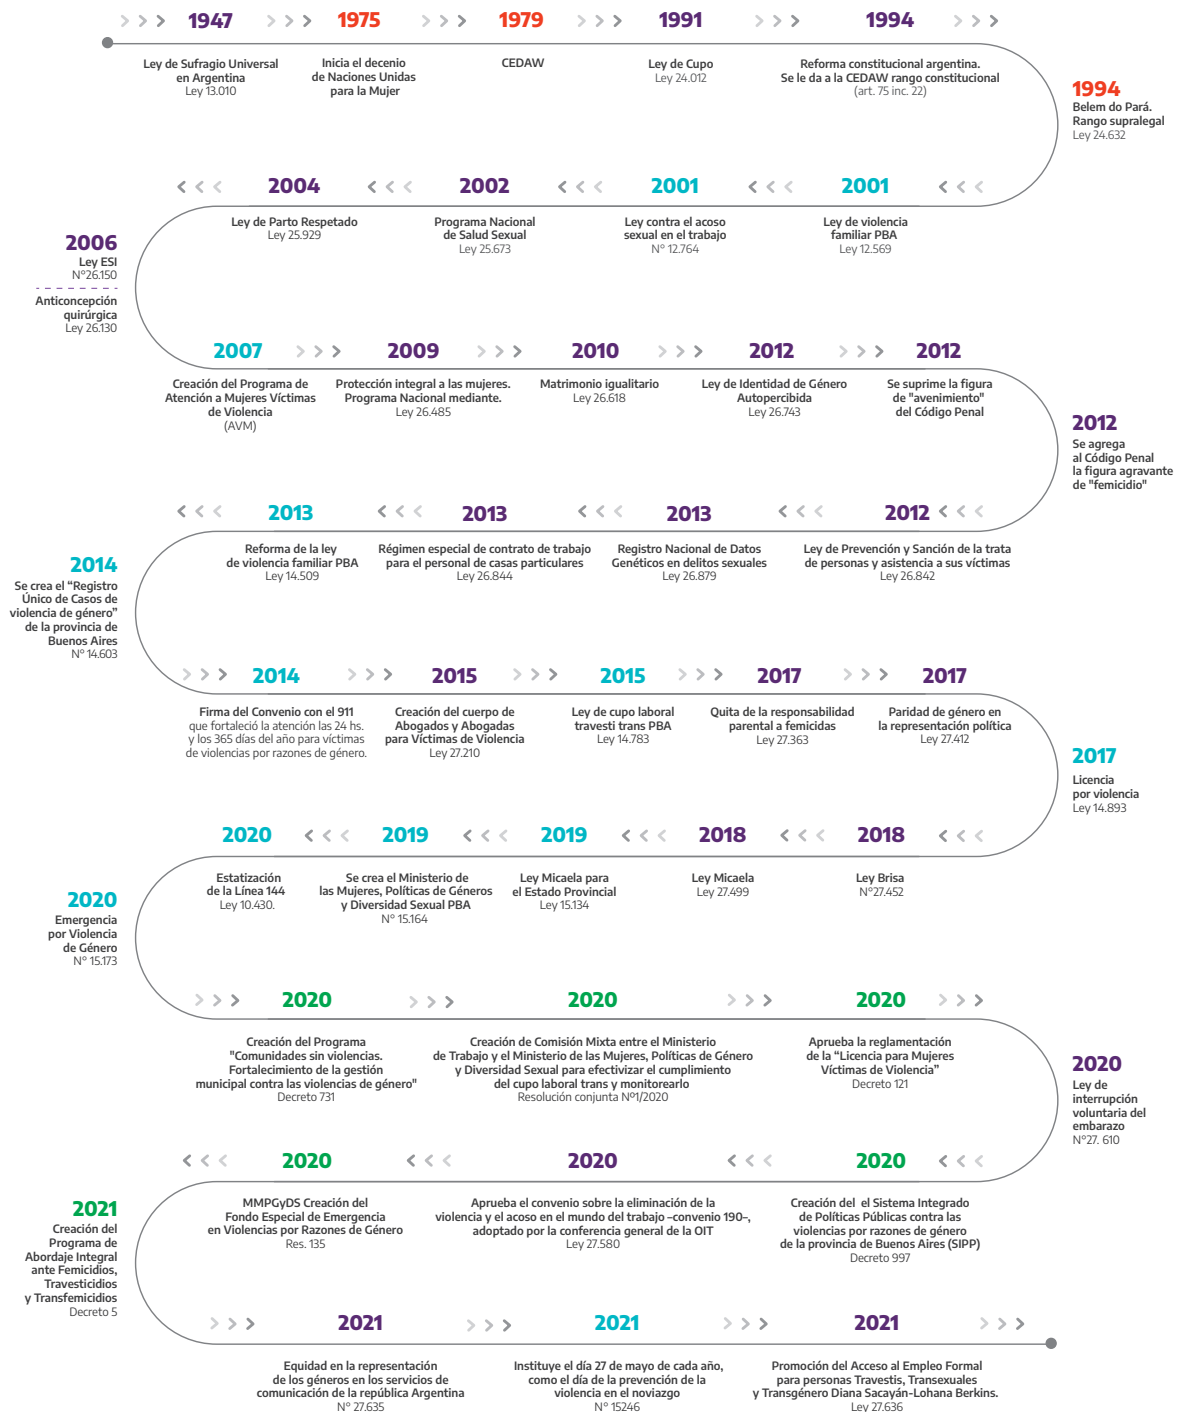 1947
Ley de Sufragio Universal
en Argentina
Ley 13.010
1975
Inicia el decenio
de Naciones Unidas
para la Mujer
1979
CEDAW
1991
Ley de Cupo
Ley 24.012
1994
Reforma constitucional argentina.
Se le da a la CEDAW rango constitucional
(art. 75 inc. 22)
1994
Belem do Pará.
Rango supralegal
Ley 24.632
2001
Ley de violencia
familiar PBA
Ley 12.569
2001
Ley contra el acoso
sexual en el trabajo
N° 12.764
2002
Programa Nacional
de Salud Sexual
Ley 25.673
2004
Ley de Parto Respetado
Ley 25.929
2006
Ley ESI
N°26.150
Anticoncepción
quirúrgica
Ley 26.130
2007
Creación del Programa de
Atención a Mujeres Víctimas
de Violencia
(AVM)
2009
Protección integral a las mujeres.
Programa Nacional mediante.
Ley 26.485
2010
Matrimonio igualitario
Ley 26.618
2012
Ley de Identidad de Género
Autopercibida
Ley 26.743
2012
Se suprime la figura
de "avenimiento"
del Código Penal
2012
Se agrega
al Código Penal
la figura agravante
de "femicidio"
2012
Ley de Prevención y Sanción de la trata
de personas y asistencia a sus víctimas
Ley 26.842
2013
Registro Nacional de Datos
Genéticos en delitos sexuales
Ley 26.879
2013
Régimen especial de contrato de trabajo
para el personal de casas particulares
Ley 26.844
2013
Reforma de la ley
de violencia familiar PBA
Ley 14.509
2014
Se crea el “Registro
Único de Casos de
violencia de género”
de la provincia de
Buenos Aires
N° 14.603
2014
Firma del Convenio con el 911
que fortaleció la atención las 24 hs.
y los 365 días del año para víctimas
de violencias por razones de género.
2015
Creación del cuerpo de
Abogados y Abogadas
para Víctimas de Violencia
Ley 27.210
2015
Ley de cupo laboral
travesti trans PBA
Ley 14.783
2017
Quita de la responsabilidad
parental a femicidas
Ley 27.363
2017
Paridad de género en
la representación política
Ley 27.412
2017
Licencia
por violencia
Ley 14.893
2018
Ley Brisa
N°27.452
2018
Ley Micaela
Ley 27.499
2019
Ley Micaela para
el Estado Provincial
Ley 15.134
2019
Se crea el Ministerio de
las Mujeres, Políticas de Géneros
y Diversidad Sexual PBA
N° 15.164
2020
Estatización
de la Línea 144
Ley 10.430.
2020
Emergencia
por Violencia
de Género
N° 15.173
2020
Creación del Programa
"Comunidades sin violencias.
Fortalecimiento de la gestión
municipal contra las violencias de género"
Decreto 731
2020
Creación de Comisión Mixta entre el Ministerio
de Trabajo y el Ministerio de las Mujeres, Políticas de Género
y Diversidad Sexual para efectivizar el cumplimiento
del cupo laboral trans y monitorearlo
Resolución conjunta Nº1/2020
2020
Aprueba la reglamentación
de la “Licencia para Mujeres
Víctimas de Violencia”
Decreto 121
2020
Ley de
interrupción
voluntaria del
embarazo
N°27. 610
2020
Creación del el Sistema Integrado
de Políticas Públicas contra las
violencias por razones de género
de la provincia de Buenos Aires (SIPP)
Decreto 997
2020
Aprueba el convenio sobre la eliminación de la
violencia y el acoso en el mundo del trabajo –convenio 190–,
adoptado por la conferencia general de la OIT
Ley 27.580
2020
MMPGyDS Creación del
Fondo Especial de Emergencia
en Violencias por Razones de Género
Res. 135
2021
Creación del
Programa de
Abordaje Integral
ante Femicidios,
Travesticidios
y Transfemicidios
Decreto 5
2021
Equidad en la representación
de los géneros en los servicios de
comunicación de la república Argentina
N° 27.635
2021
Instituye el día 27 de mayo de cada año,
como el día de la prevención de la
violencia en el noviazgo
N° 15246
2021
Promoción del Acceso al Empleo Formal
para personas Travestis, Transexuales
y Transgénero Diana Sacayán-Lohana Berkins.
Ley 27.636